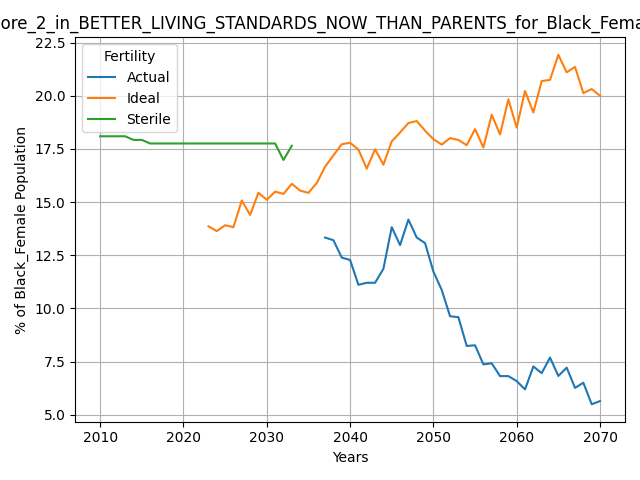 ore_2_in_BETTER_LIVING_STANDARDS_NOW_THAN_PARENTS_for_Black_Fema
Fertility
Actual
Ideal
Sterile
% of Black_Female Population
22.5
20.0
17.5
15.0
12.5
10.0
7.5
5.0
2010 2020 2030 2040 2050 2060 2070
Years